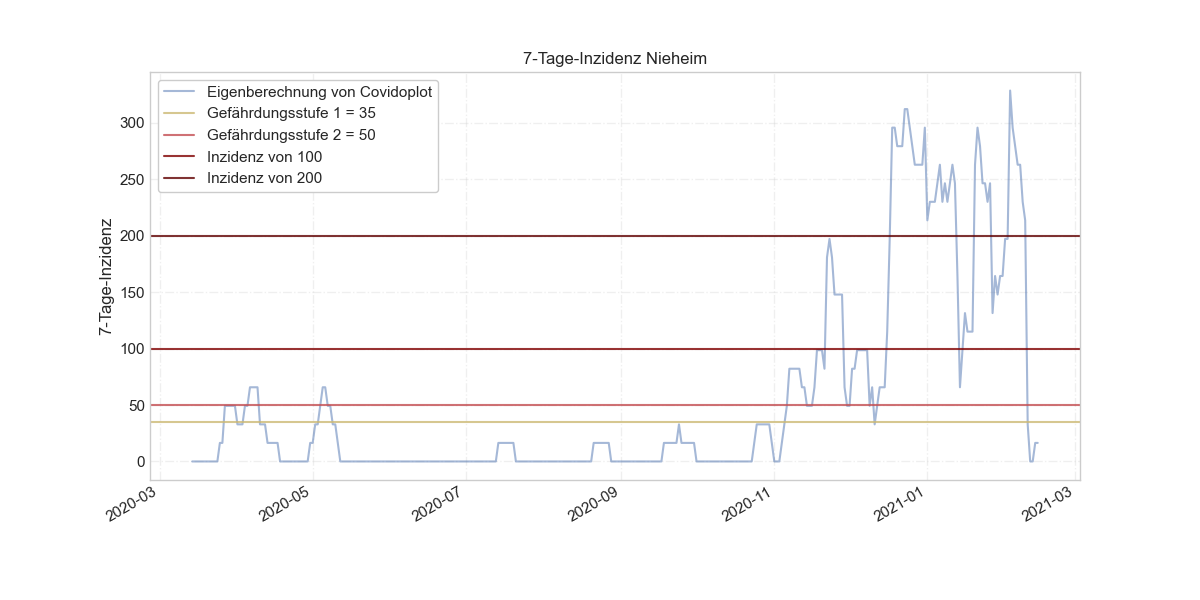 7-Tage-Inzidenz Nieheim
Eigenberechnung von Covidoplot
Gefährdungsstufe 1 = 35
Gefährdungsstufe 2 = 50
Inzidenz von 100
Inzidenz von 200
7-Tage-Inzidenz
300
250
200
150
100
50
0
2020-03
2020-05
2020-07
2020-09
2020-11
2021-01
2021-03